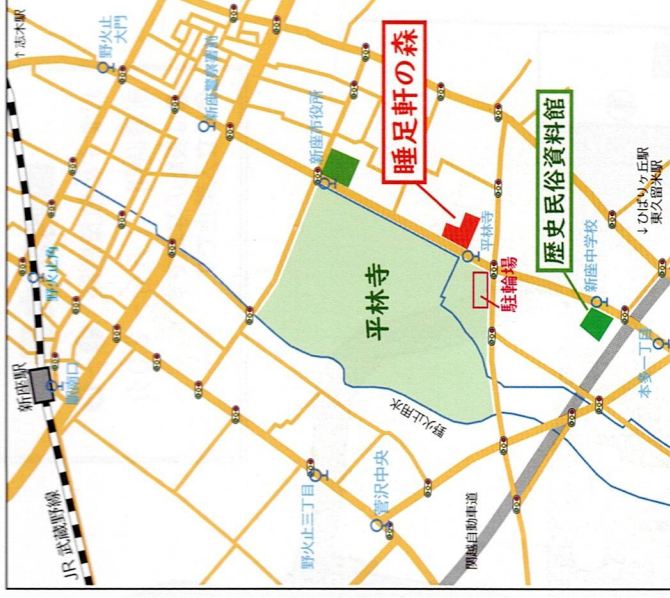 ↑志木駅
野火止
大門
新座警察署前
新座市役所
睡足軒の森
歴史民俗資料館
平林寺
駐輪場
新座中学校
↓ひばりヶ丘駅
東久留米駅
本多一丁目
平林寺
野火止用水
野火止角
新座駅
駅南口
JR武蔵野線
野火止三丁目
菅沢中央
関越自動車道